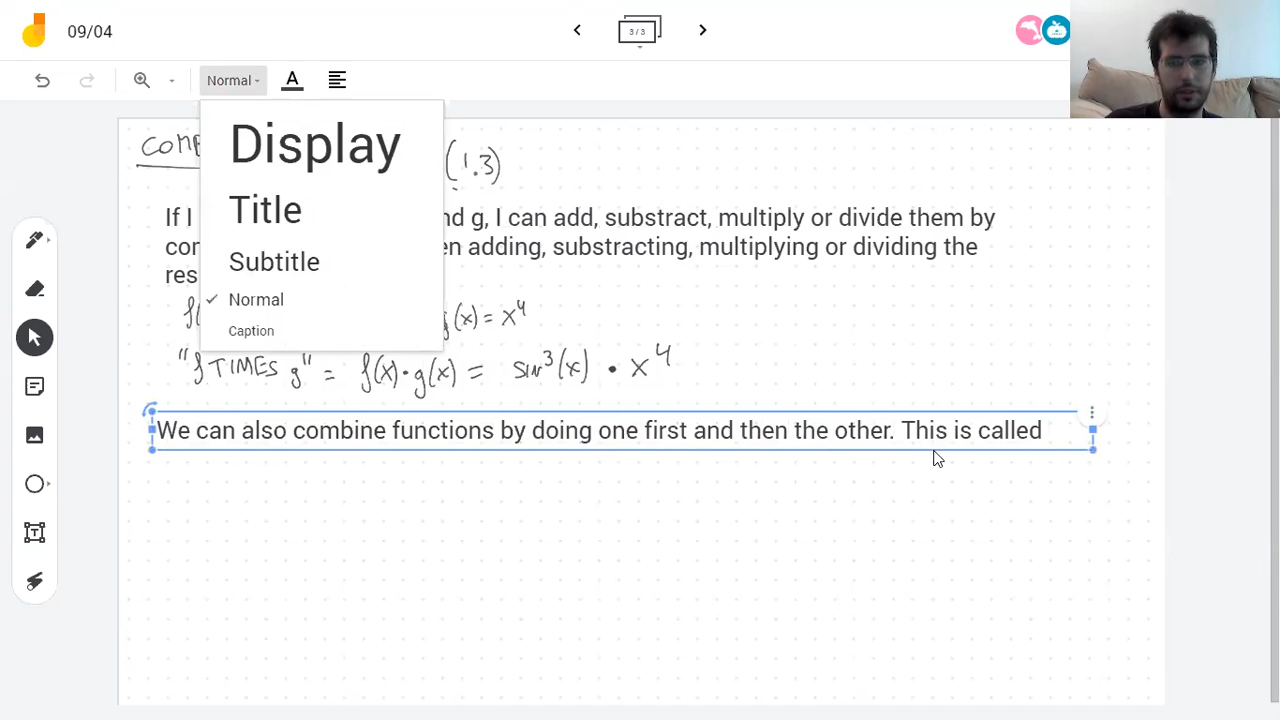 09/04
3 / 3
Normal
A
Display
Title
Subtitle
Normal
Caption
COMB
(1.3)
If I nd g, I can add, substract, multiply or divide them by
con en adding, substracting, multiplying or dividing the
res
f( g(x) = x⁴
"f TIMES g" = f(x)·g(x) = sin³(x) · x⁴
We can also combine functions by doing one first and then the other. This is called
T